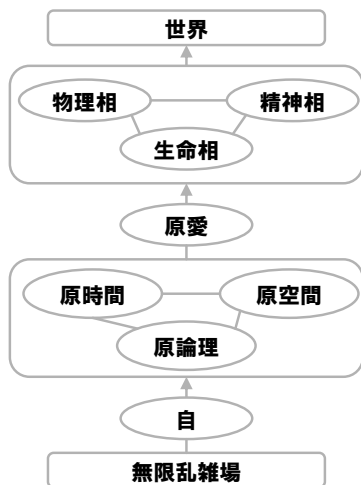 世界
物理相
精神相
生命相
原愛
原時間
原空間
原論理
自
無限乱雑場